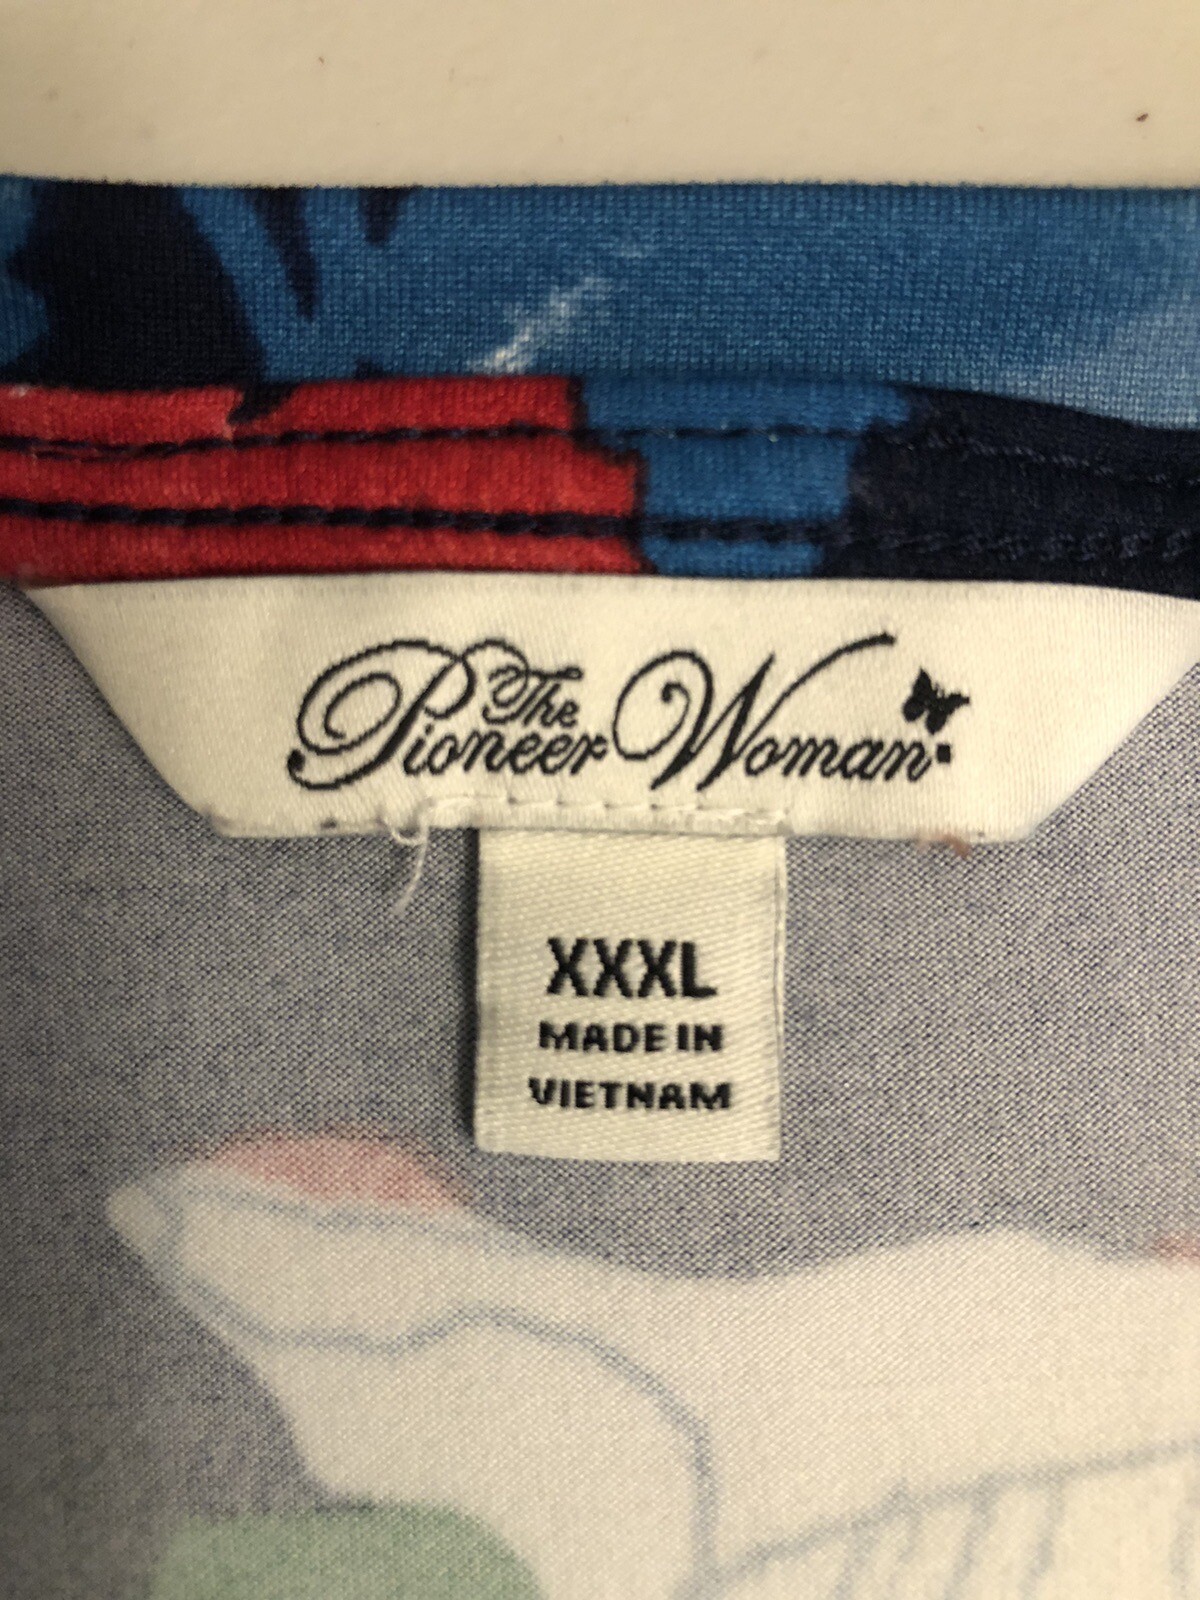 The
Pioneer Woman
XXXL
MADE IN
VIETNAM